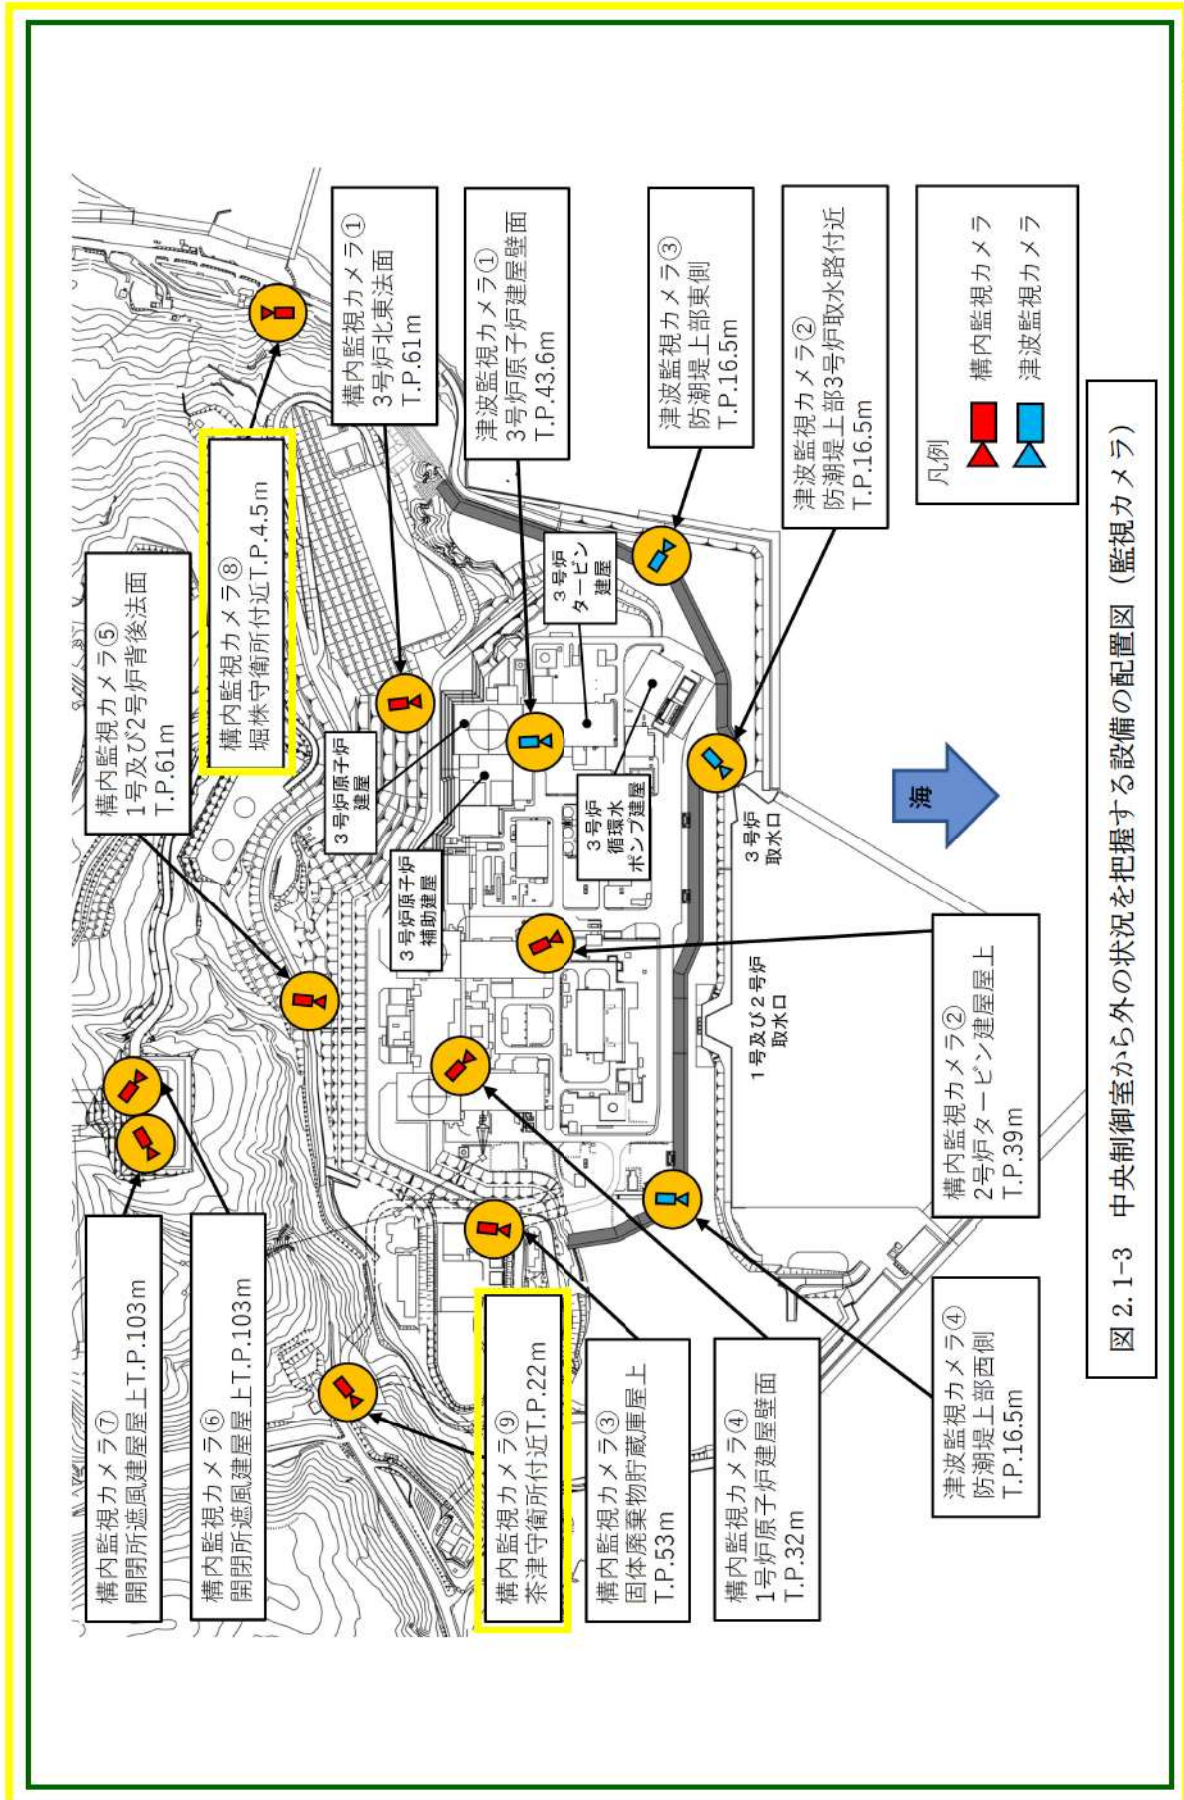 構内監視カメラ⑦
開閉所遮風建屋屋上T.P.103m
構内監視カメラ⑥
開閉所遮風建屋屋上T.P.103m
構内監視カメラ⑤
1号及び2号炉背後法面
T.P.61m
構内監視カメラ⑧
堀株守衛所付近T.P.4.5m
構内監視カメラ①
3号炉北東法面
T.P.61m
津波監視カメラ①
3号炉原子炉建屋壁面
T.P.43.6m
津波監視カメラ③
防潮堤上部東側
T.P.16.5m
津波監視カメラ②
防潮堤上部3号炉取水路付近
T.P.16.5m
3号炉原子炉
建屋
3号炉原子炉
補助建屋
3号炉
タービン
建屋
3号炉
循環水
ポンプ建屋
3号炉
取水口
1号及び2号炉
取水口
海
構内監視カメラ⑨
茶津守衛所付近T.P.22m
構内監視カメラ③
固体廃棄物貯蔵庫屋上
T.P.53m
構内監視カメラ④
1号炉原子炉建屋壁面
T.P.32m
津波監視カメラ④
防潮堤上部西側
T.P.16.5m
構内監視カメラ②
2号炉タービン建屋屋上
T.P.39m
凡例
構内監視カメラ
津波監視カメラ
図 2.1-3 中央制御室から外の状況を把握する設備の配置図（監視カメラ）